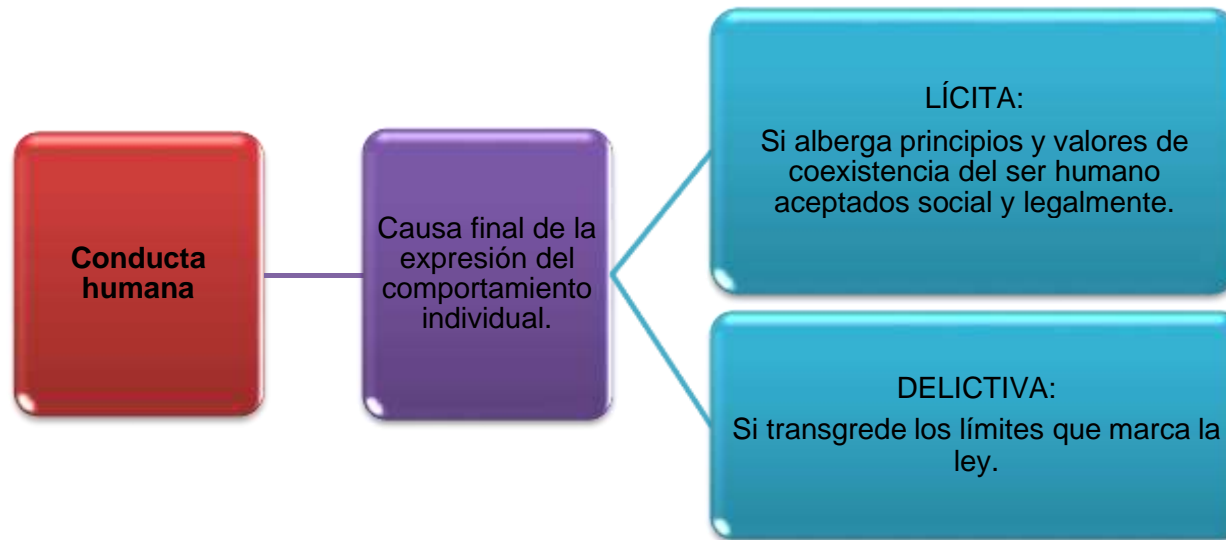 Conducta
humana
Causa final de la
expresión del
comportamiento
individual.
LÍCITA:
Si alberga principios y valores de
coexistencia del ser humano
aceptados social y legalmente.
DELICTIVA:
Si transgrede los límites que marca la
ley.